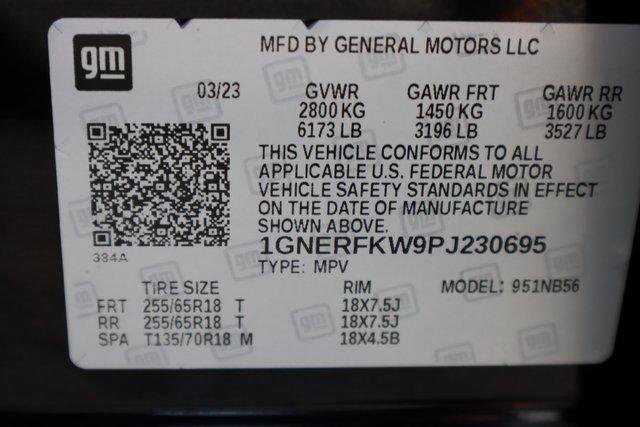 gm
MFD BY GENERAL MOTORS LLC
03/23 GVWR GAWR FRT GAWR RR
2800 KG 1450 KG 1600 KG
6173 LB 3196 LB 3527 LB
THIS VEHICLE CONFORMS TO ALL
APPLICABLE U.S. FEDERAL MOTOR
VEHICLE SAFETY STANDARDS IN EFFECT
ON THE DATE OF MANUFACTURE
SHOWN ABOVE.
1GNERFKW9PJ230695
334A
TYPE: MPV MODEL: 951NB56
TIRE SIZE RIM
FRT 255/65R18 T 18X7.5J
RR 255/65R18 T 18X7.5J
SPA T135/70R18 M 18X4.5B